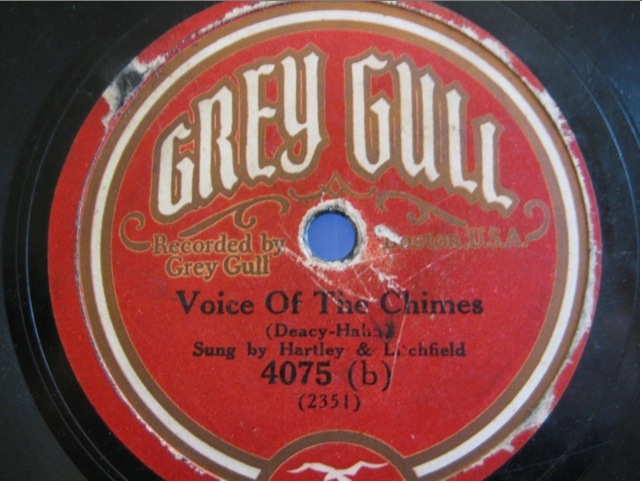 GREY GULL
Recorded by Boston U.S.A.
Grey Gull
Voice Of The Chimes
(Deacy-Hahn)
Sung by Hartley & Litchfield
4075 (b)
(2351)